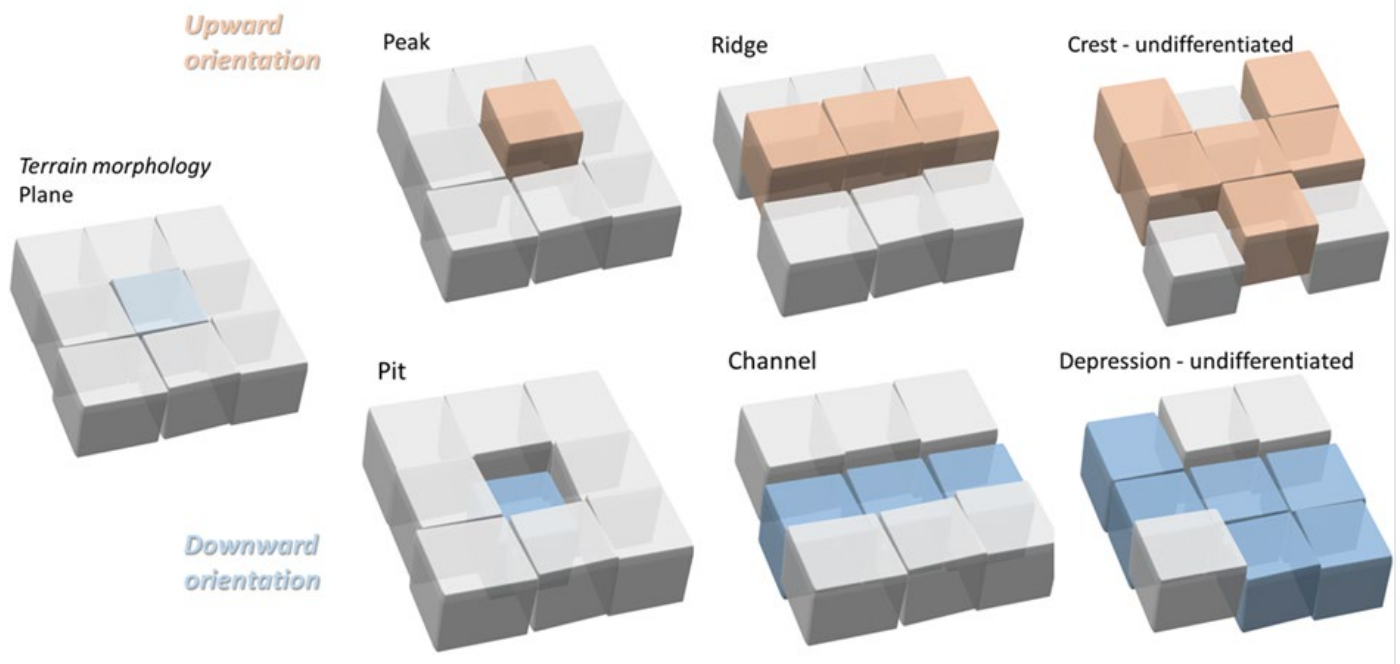 Upward
orientation
Peak
Ridge
Crest - undifferentiated
Terrain morphology
Plane
Pit
Channel
Depression - undifferentiated
Downward
orientation